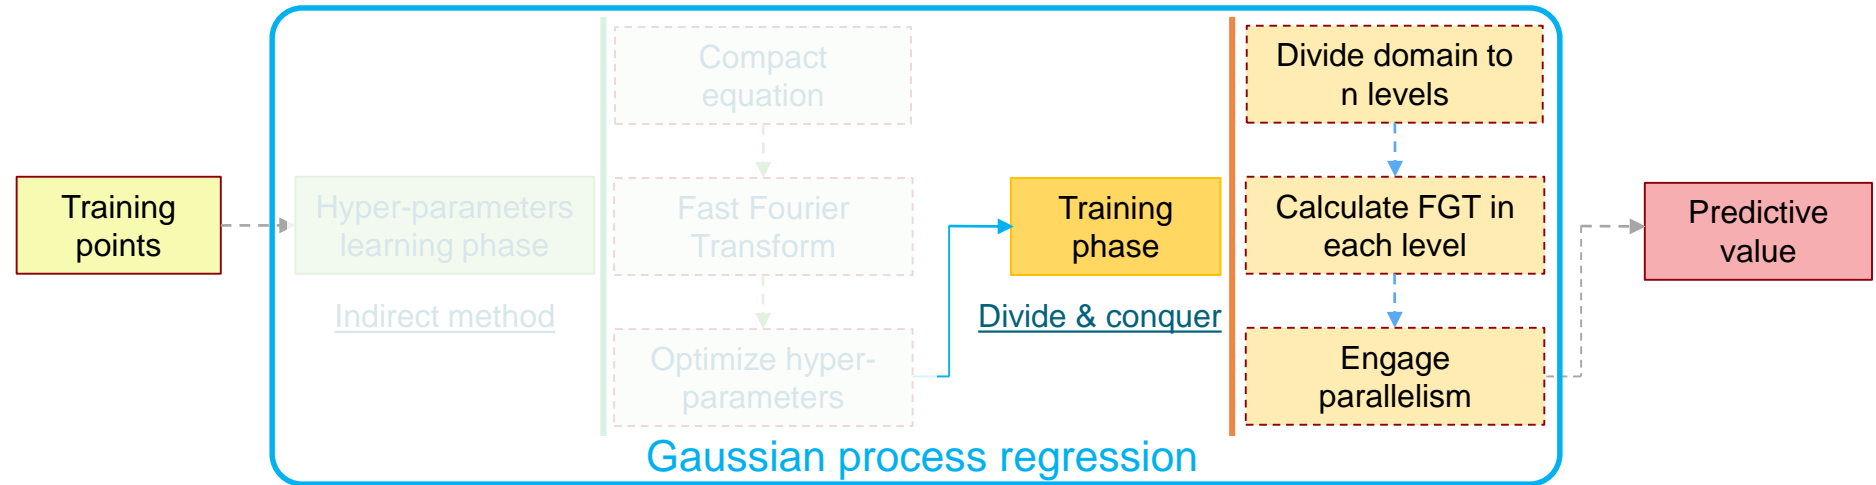 Training
points
Hyper-parameters
learning phase
Indirect method
Compact
equation
Fast Fourier
Transform
Optimize hyper-
parameters
Training
phase
Divide & conquer
Divide domain to
n levels
Calculate FGT in
each level
Engage
parallelism
Predictive
value
Gaussian process regression